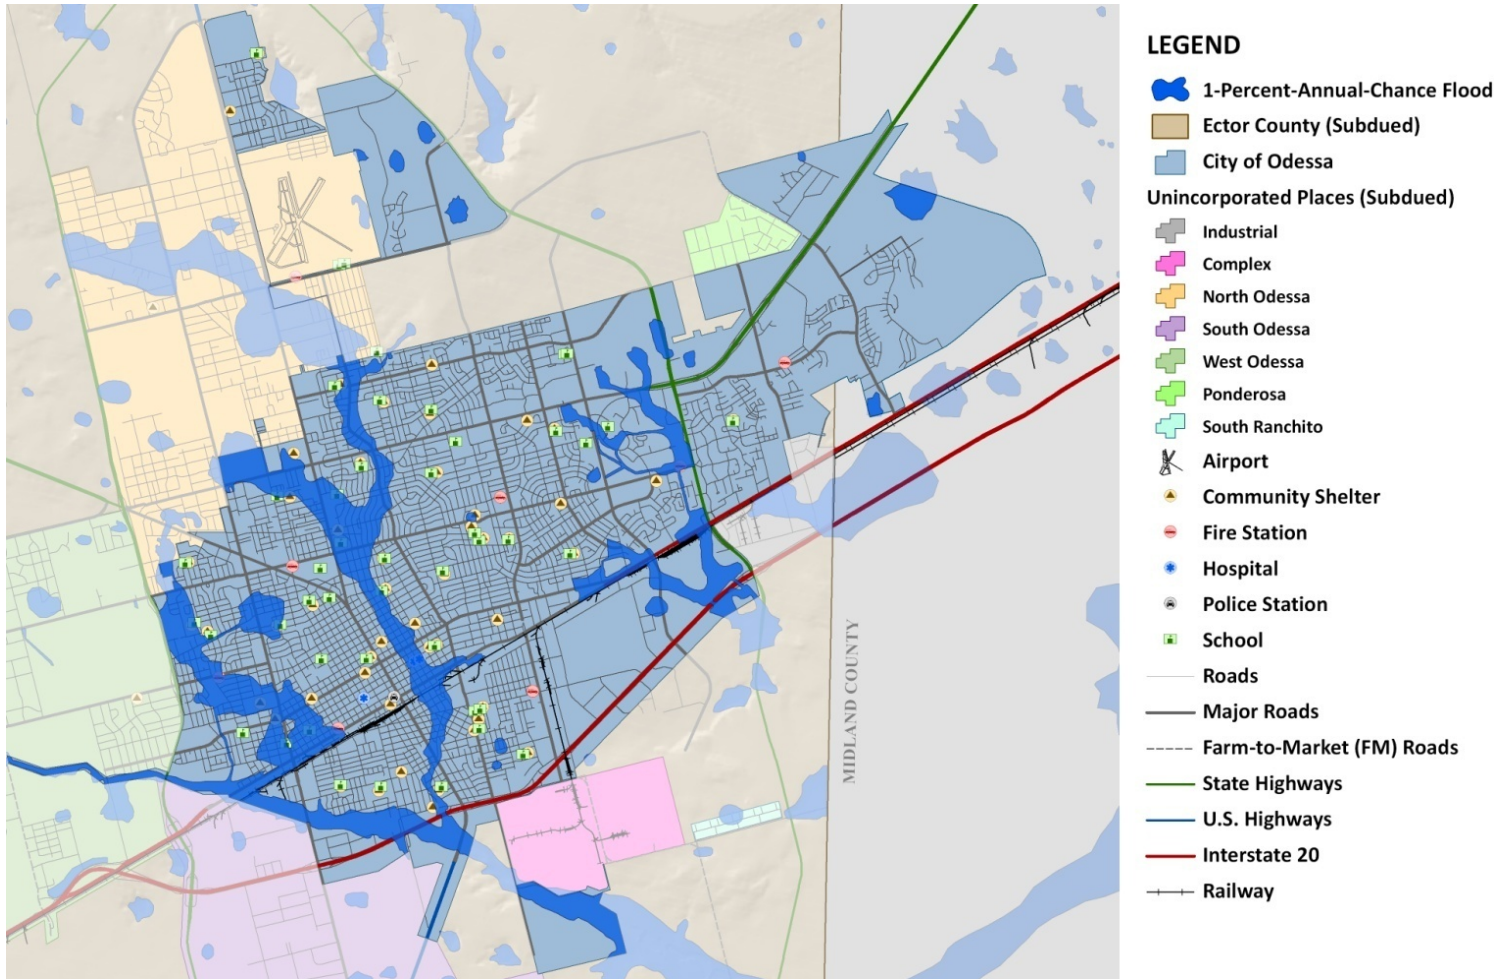 LEGEND
1-Percent-Annual-Chance Flood
Ector County (Subdued)
City of Odessa
Unincorporated Places (Subdued)
Industrial
Complex
North Odessa
South Odessa
West Odessa
Ponderosa
South Ranchito
Airport
Community Shelter
Fire Station
Hospital
Police Station
School
Roads
Major Roads
Farm-to-Market (FM) Roads
State Highways
U.S. Highways
Interstate 20
Railway
MIDLAND COUNTY